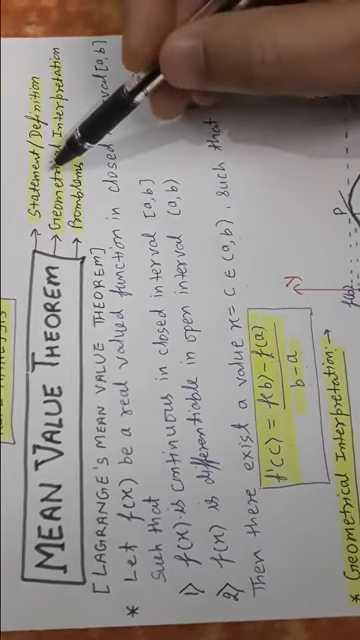 MEAN VALUE THEOREM
→ Statement/Definition
→ Geometrical Interpretation
→ Problems
[LAGRANGE'S MEAN VALUE THEOREM]
* Let f(x) be a real valued function in closed interval [a,b]
such that
1) f(x) is continuous in closed interval [a,b]
2) f(x) is differentiable in open interval (a,b)
Then there exist a value x = c ∈ (a,b), such that
f'(c) = f(b) - f(a) / b - a
* Geometrical Interpretation:→
y
P
f(a)